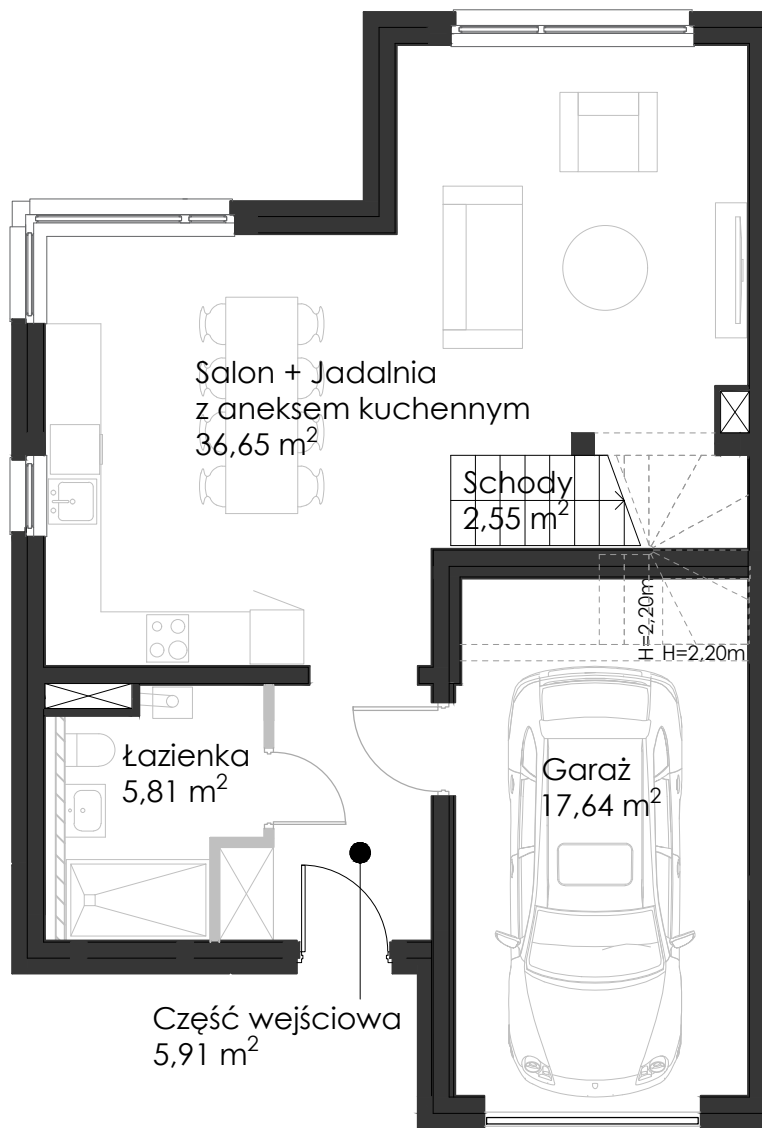 Salon + Jadalnia
z aneksem kuchennym
36,65 m²
Schody
2,55 m²
H=2,20m
H=2,20m
Łazienka
5,81 m²
Garaż
17,64 m²
Część wejściowa
5,91 m²